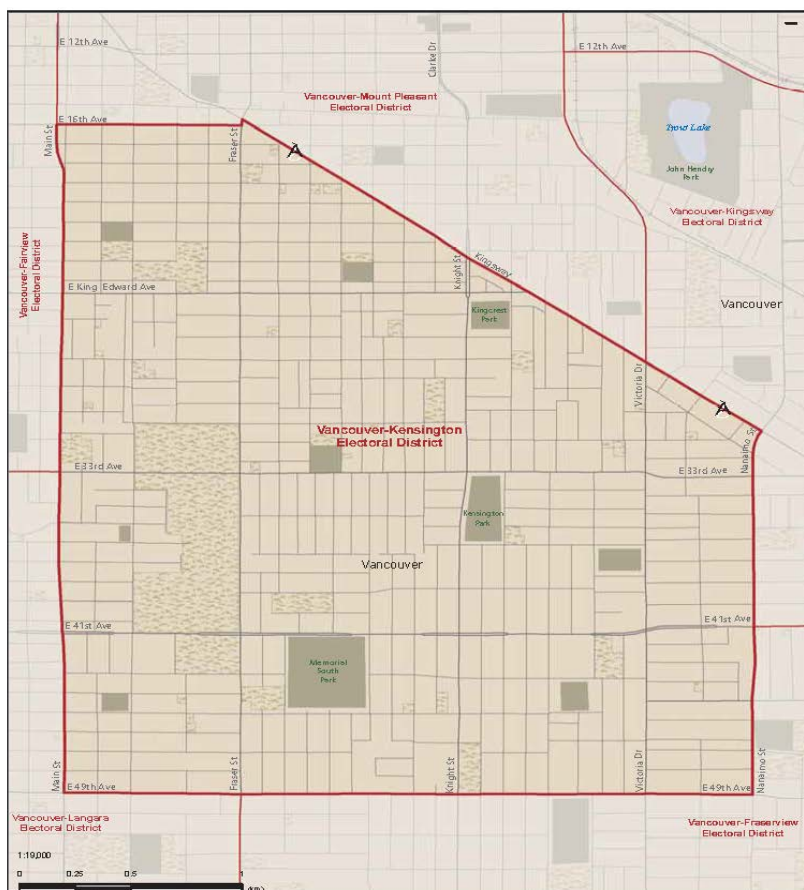 E 12th Ave
E 12th Ave
Clarke Dr
Vancouver-Mount Pleasant
Electoral District
E 16th Ave
Main St
Fraser St
Trout Lake
John Hendry
Park
Vancouver-Kingsway
Electoral District
Vancouver-Fairview
Electoral District
Knight St
Kingsway
E King Edward Ave
Kingcrest
Park
Vancouver
Victoria Dr
Vancouver-Kensington
Electoral District
Nanaimo St
E 33rd Ave
E 33rd Ave
Kensington
Park
Vancouver
E 41st Ave
E 41st Ave
Memorial
South
Park
Main St
Fraser St
Knight St
Victoria Dr
Nanaimo St
E 49th Ave
E 49th Ave
Vancouver-Langara
Electoral District
Vancouver-Fraserview
Electoral District
1:19,000
0 0.25 0.5 1
(km)